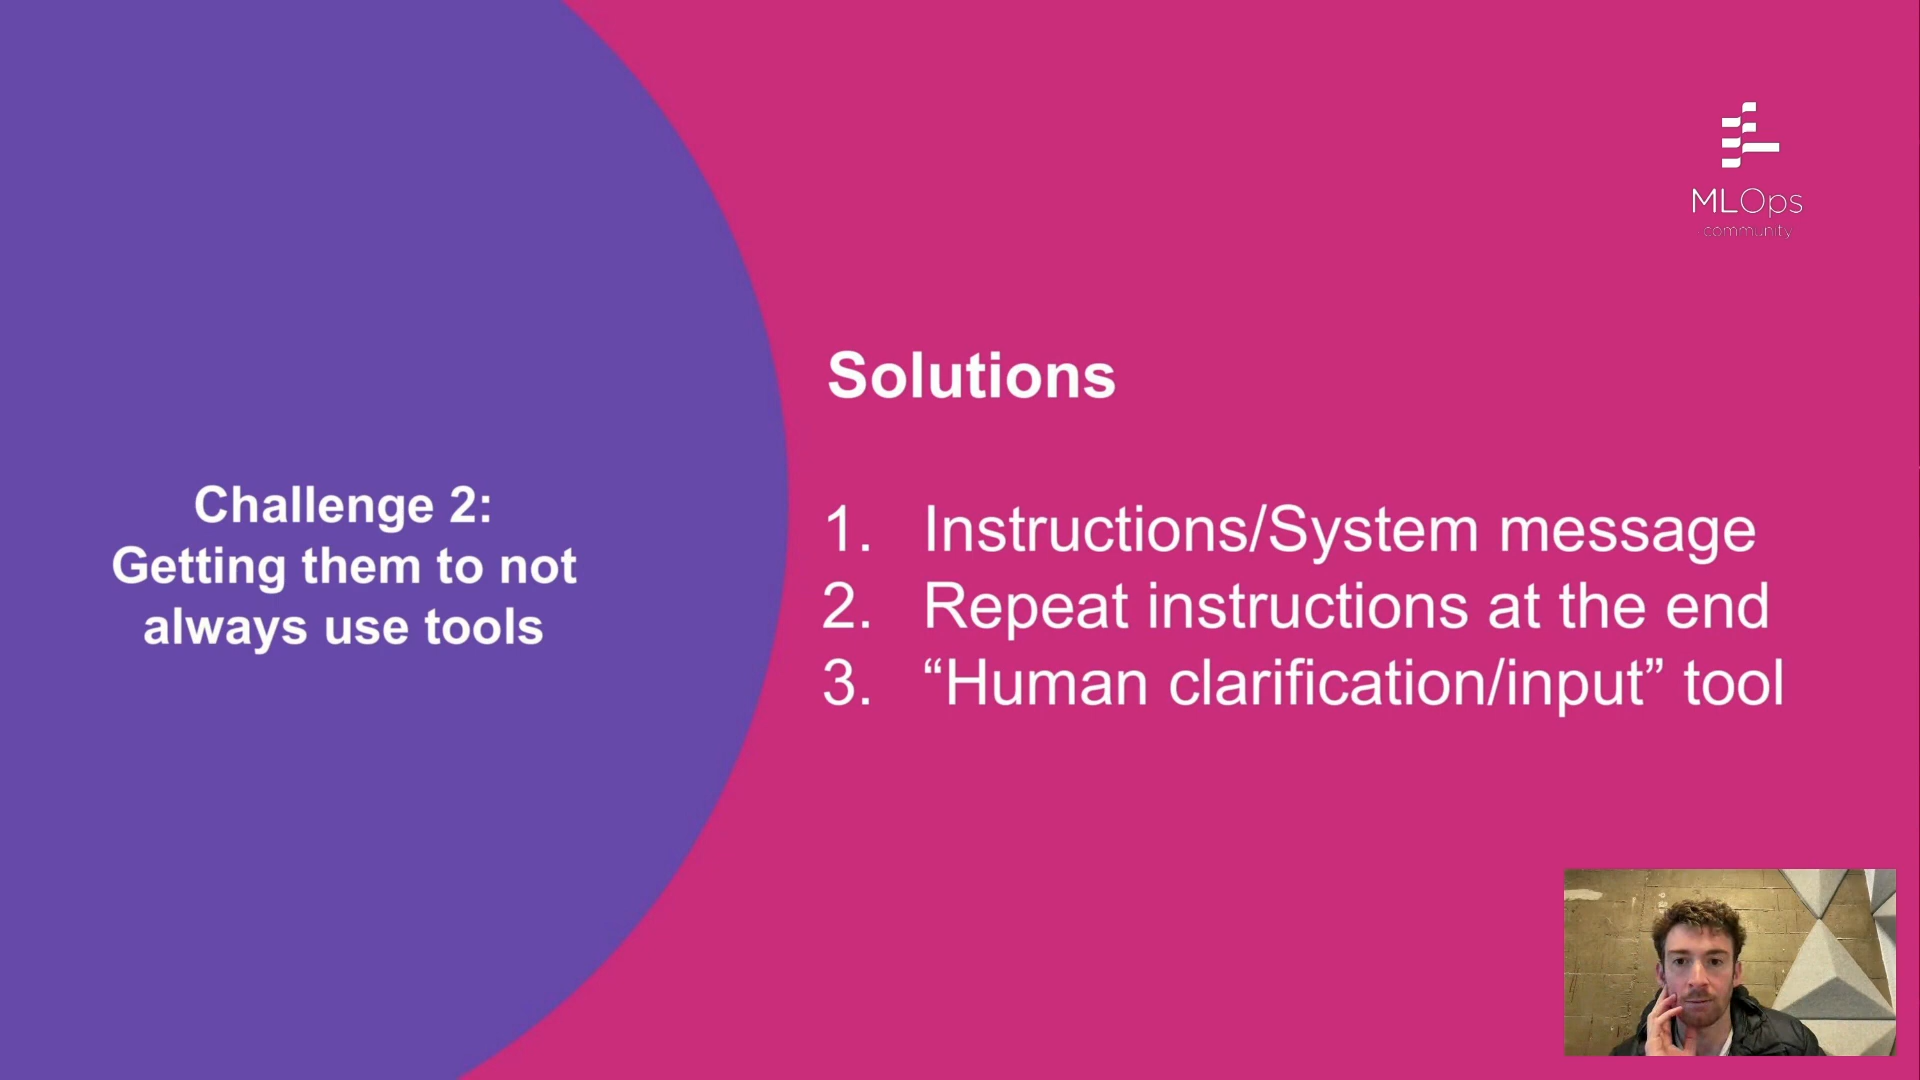 MLOps
community
Solutions
Challenge 2:
Getting them to not
always use tools
1. Instructions/System message
2. Repeat instructions at the end
3. “Human clarification/input” tool